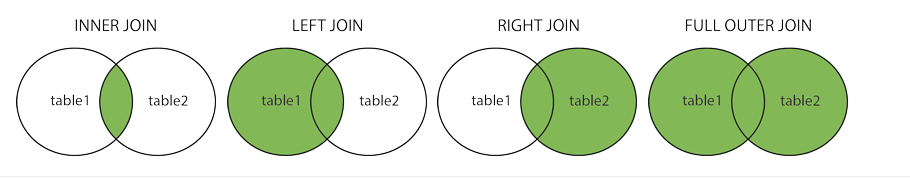 INNER JOIN
table1
table2
LEFT JOIN
table1
table2
RIGHT JOIN
table1
table2
FULL OUTER JOIN
table1
table2